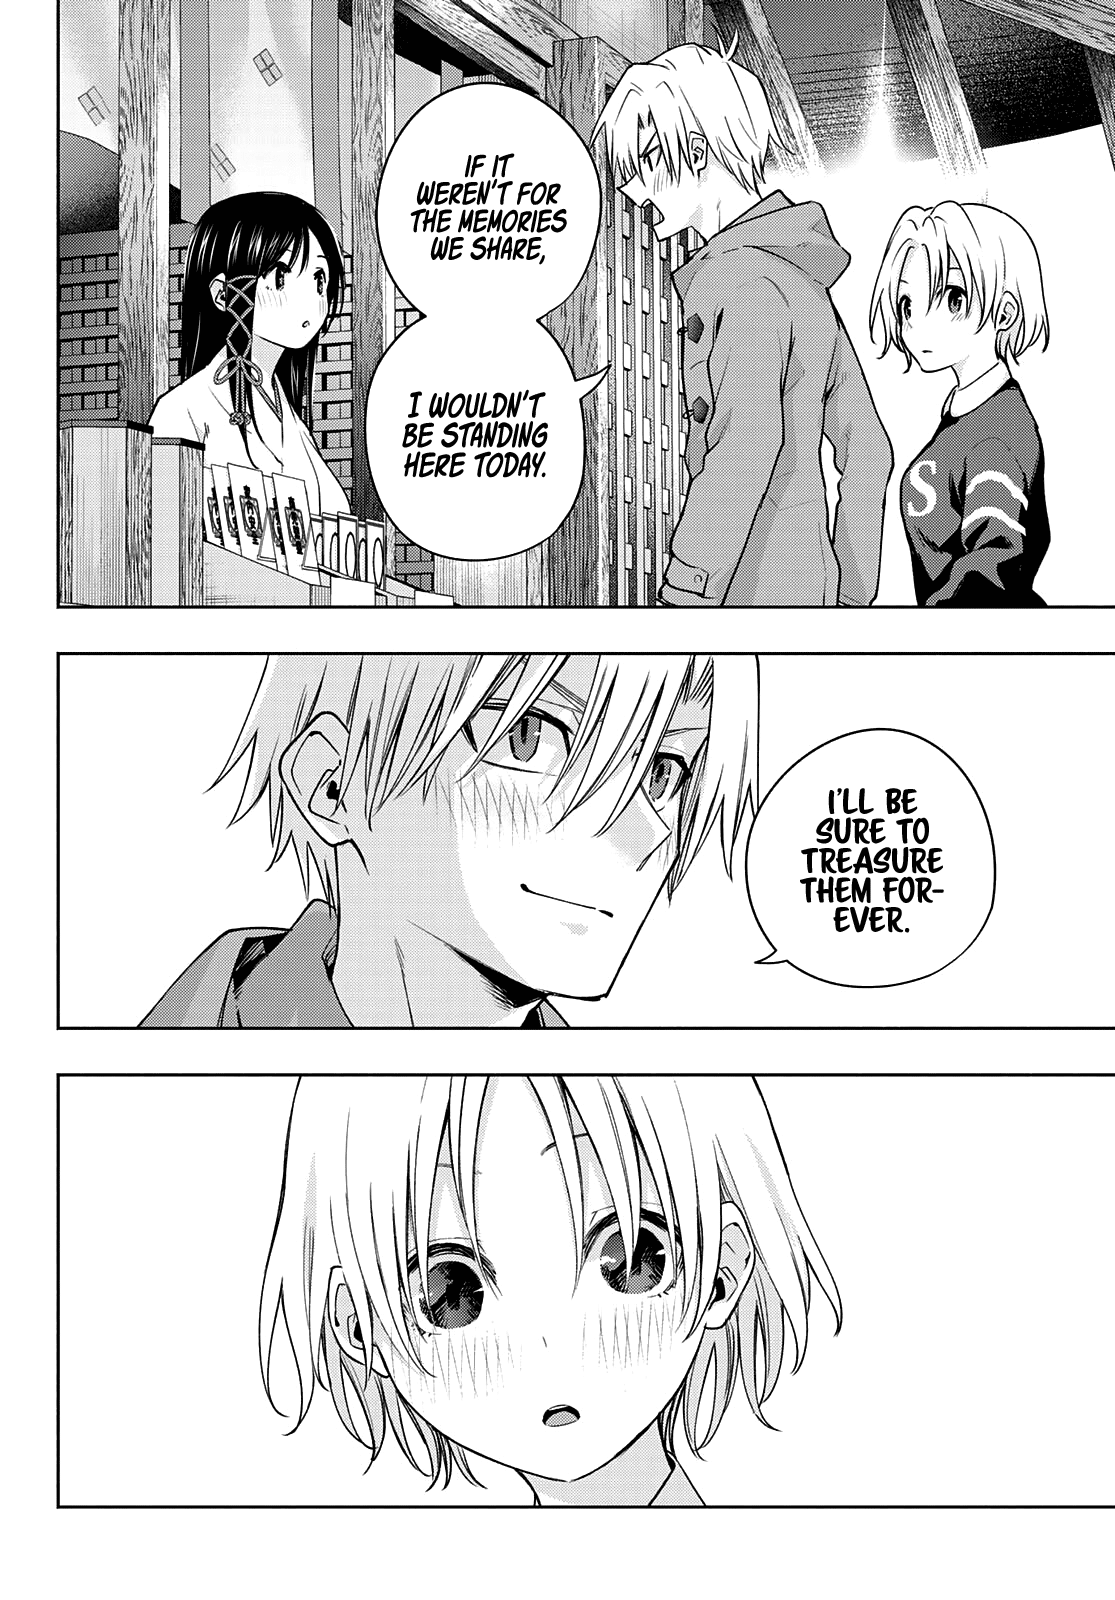 IF IT
WEREN'T FOR
THE MEMORIES
WE SHARE,
I WOULDN'T
BE STANDING
HERE TODAY.
S
I'LL BE
SURE TO
TREASURE
THEM FOR-
EVER.